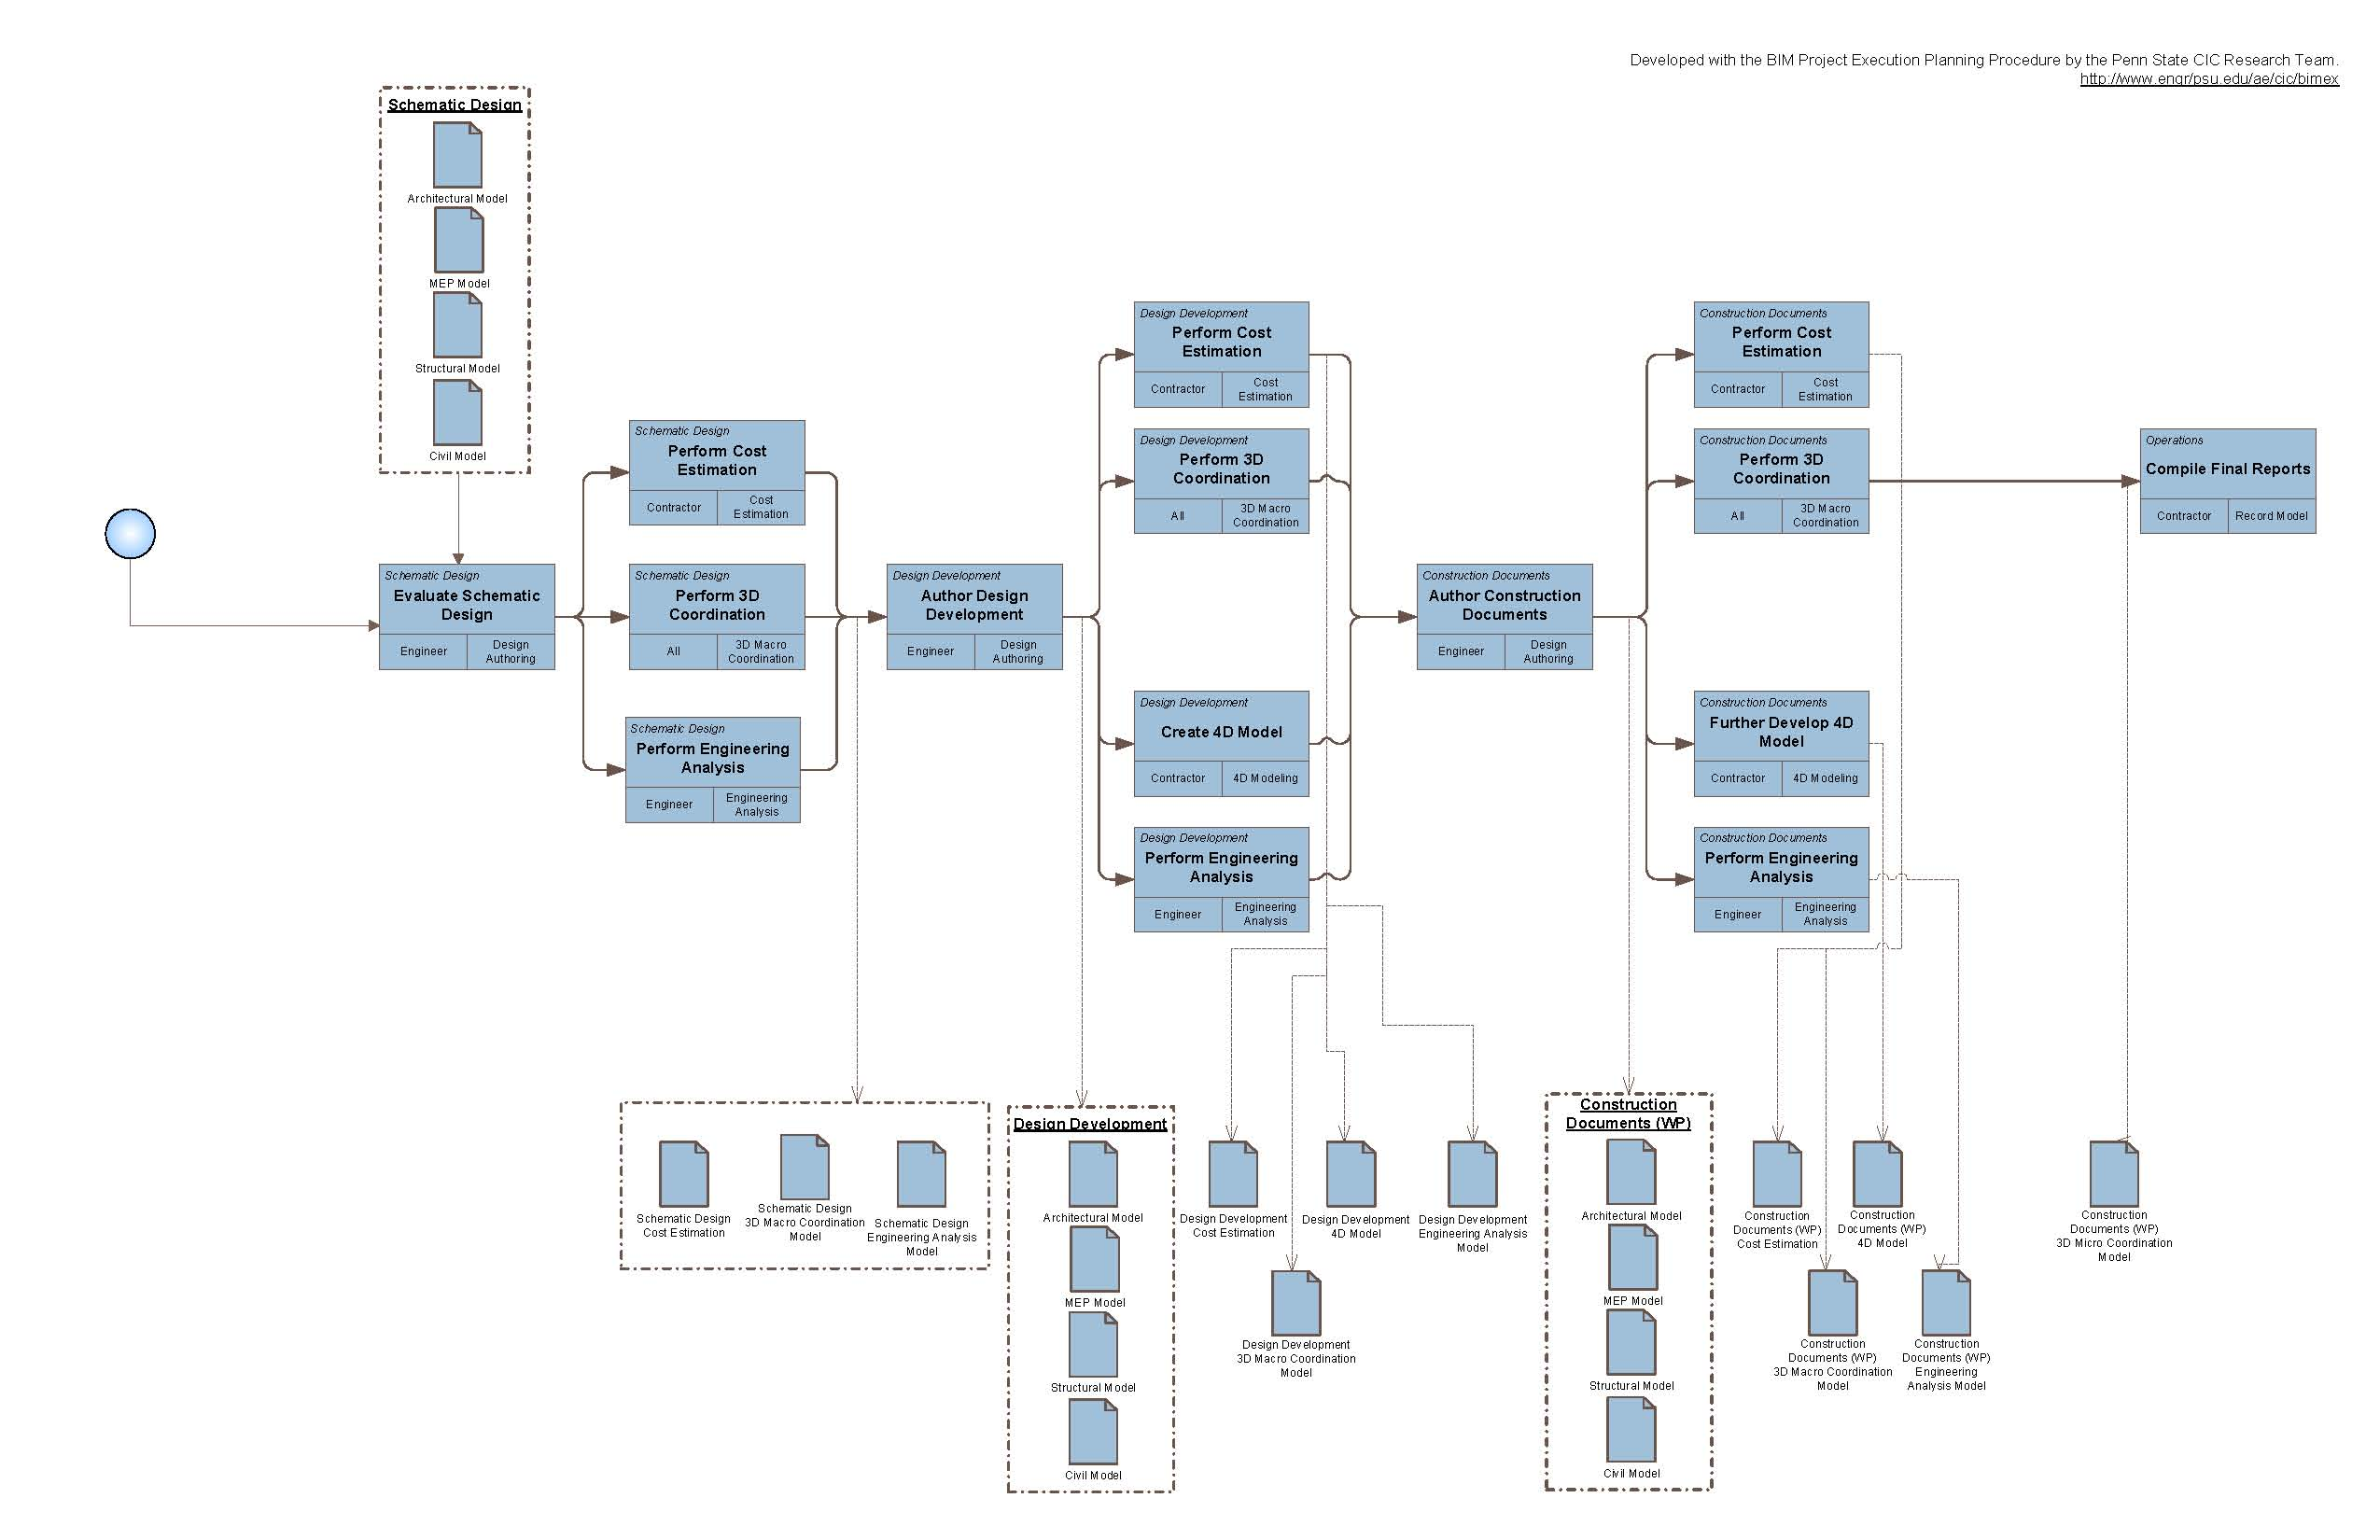 Developed with the BIM Project Execution Planning Procedure by the Penn State CIC Research Team.
http://www.engr/psu.edu/ae/cic/bimex
Schematic Design
Architectural Model
MEP Model
Structural Model
Civil Model
Schematic Design
Evaluate Schematic
Design
Engineer
Design
Authoring
Schematic Design
Perform Cost
Estimation
Contractor
Cost
Estimation
Schematic Design
Perform 3D
Coordination
All
3D Macro
Coordination
Schematic Design
Perform Engineering
Analysis
Engineer
Engineering
Analysis
Design Development
Author Design
Development
Engineer
Design
Authoring
Design Development
Perform Cost
Estimation
Contractor
Cost
Estimation
Design Development
Perform 3D
Coordination
All
3D Macro
Coordination
Design Development
Create 4D Model
Contractor
4D Modeling
Design Development
Perform Engineering
Analysis
Engineer
Engineering
Analysis
Construction Documents
Author Construction
Documents
Engineer
Design
Authoring
Construction Documents
Perform Cost
Estimation
Contractor
Cost
Estimation
Construction Documents
Perform 3D
Coordination
All
3D Macro
Coordination
Construction Documents
Further Develop 4D
Model
Contractor
4D Modeling
Construction Documents
Perform Engineering
Analysis
Engineer
Engineering
Analysis
Operations
Compile Final Reports
Contractor
Record Model
Schematic Design
Cost Estimation
Schematic Design
3D Macro Coordination
Model
Schematic Design
Engineering Analysis
Model
Design Development
Architectural Model
MEP Model
Structural Model
Civil Model
Design Development
Cost Estimation
Design Development
3D Macro Coordination
Model
Design Development
4D Model
Design Development
Engineering Analysis
Model
Construction
Documents (WP)
Architectural Model
MEP Model
Structural Model
Civil Model
Construction
Documents (WP)
Cost Estimation
Construction
Documents (WP)
3D Macro Coordination
Model
Construction
Documents (WP)
4D Model
Construction
Documents (WP)
Engineering
Analysis Model
Construction
Documents (WP)
3D Micro Coordination
Model